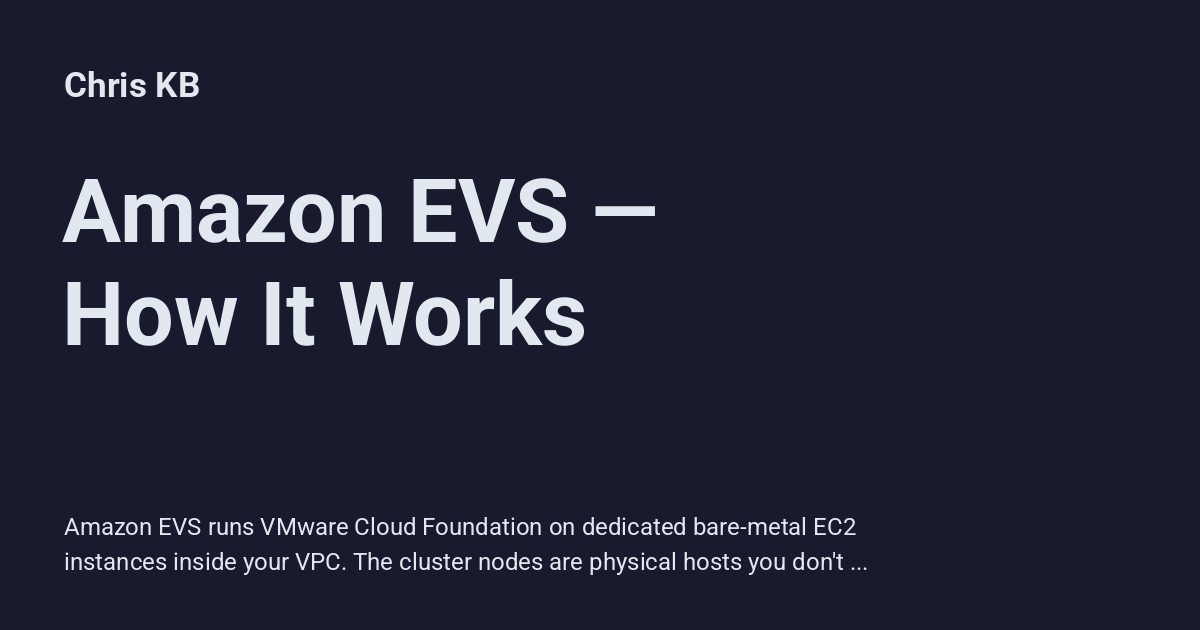 Chris KB
Amazon EVS —
How It Works
Amazon EVS runs VMware Cloud Foundation on dedicated bare-metal EC2
instances inside your VPC. The cluster nodes are physical hosts you don't ...